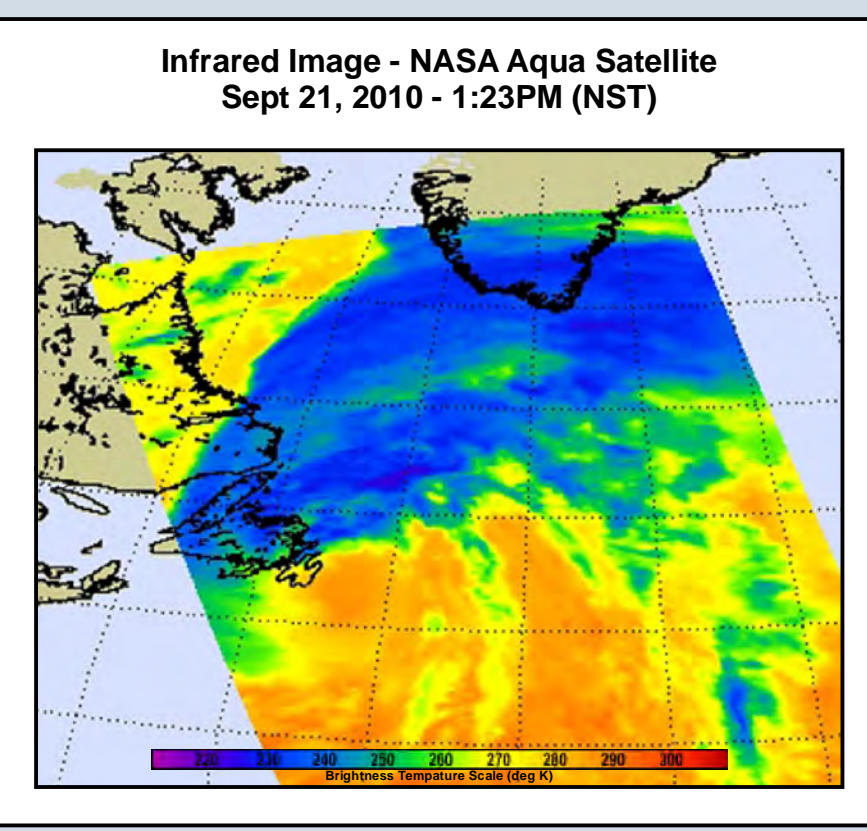 Infrared Image - NASA Aqua Satellite
Sept 21, 2010 - 1:23PM (NST)
220 230 240 250 260 270 280 290 300
Brightness Tempature Scale (deg K)